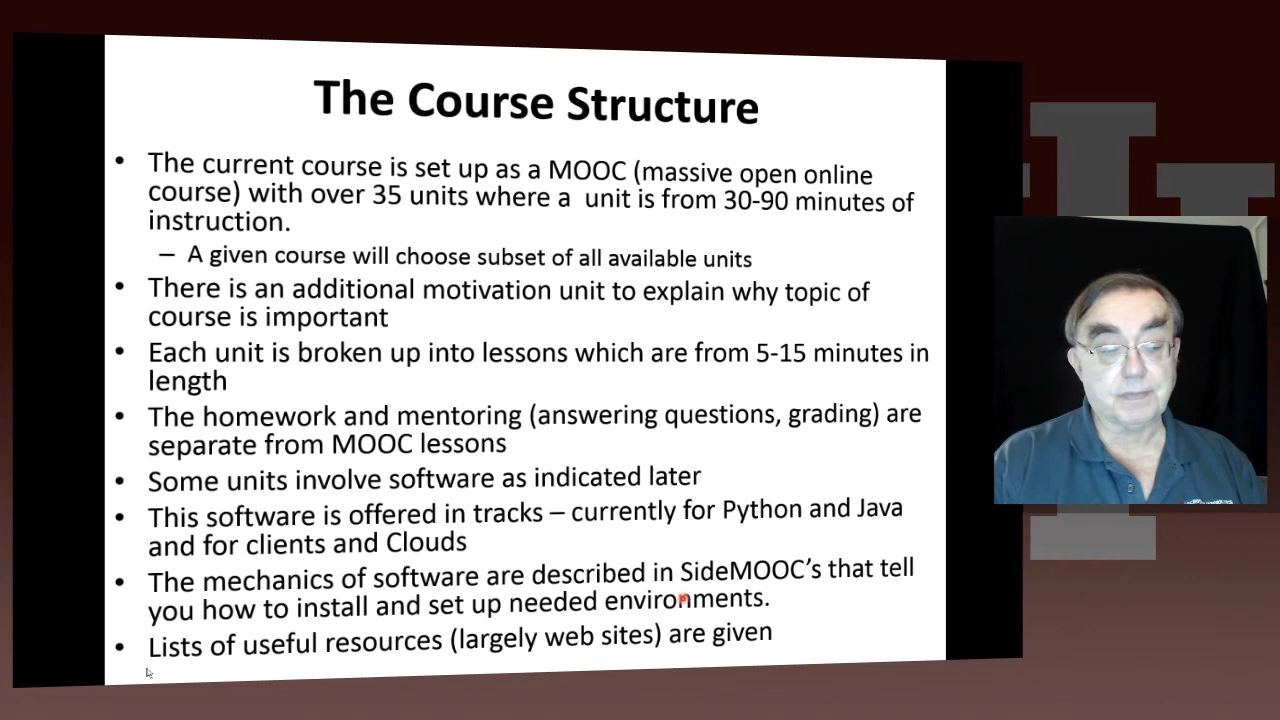 The Course Structure
• The current course is set up as a MOOC (massive open online
course) with over 35 units where a unit is from 30-90 minutes of
instruction.
– A given course will choose subset of all available units
• There is an additional motivation unit to explain why topic of
course is important
• Each unit is broken up into lessons which are from 5-15 minutes in
length
• The homework and mentoring (answering questions, grading) are
separate from MOOC lessons
• Some units involve software as indicated later
• This software is offered in tracks – currently for Python and Java
and for clients and Clouds
• The mechanics of software are described in SideMOOC’s that tell
you how to install and set up needed environments.
• Lists of useful resources (largely web sites) are given